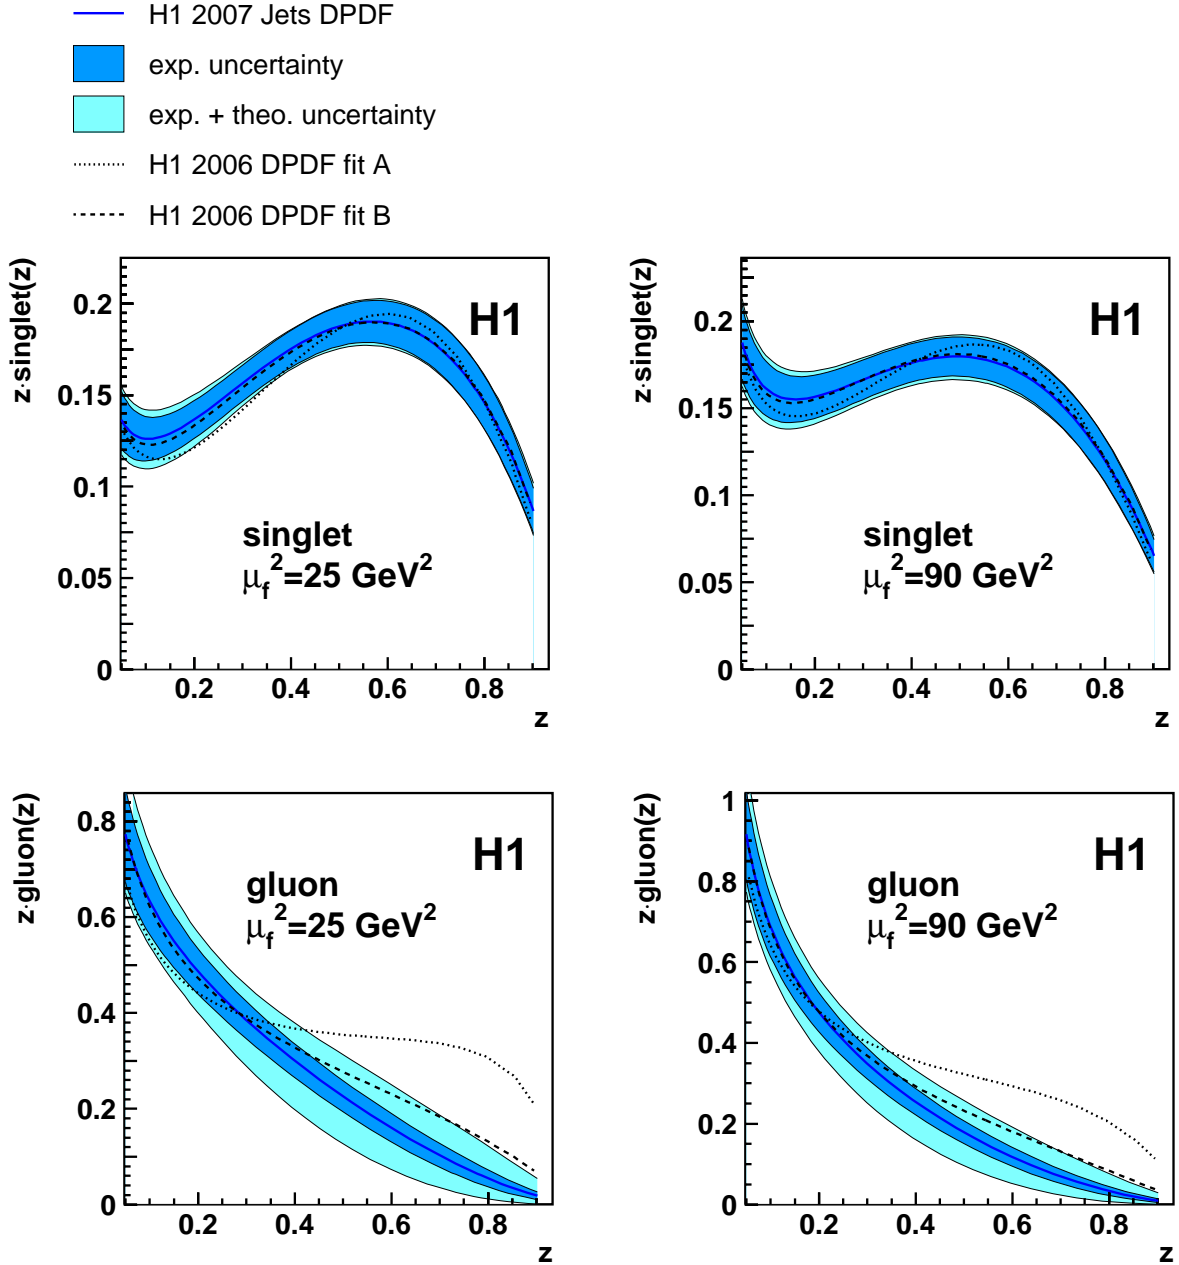 H1 2007 Jets DPDF
exp. uncertainty
exp. + theo. uncertainty
H1 2006 DPDF fit A
H1 2006 DPDF fit B
z·singlet(z)
0.2
0.15
0.1
0.05
0
H1
singlet
μf²=25 GeV²
0.2 0.4 0.6 0.8
z
z·singlet(z)
0.2
0.15
0.1
0.05
0
H1
singlet
μf²=90 GeV²
0.2 0.4 0.6 0.8
z
z·gluon(z)
0.8
0.6
0.4
0.2
0
H1
gluon
μf²=25 GeV²
0.2 0.4 0.6 0.8
z
z·gluon(z)
1
0.8
0.6
0.4
0.2
0
H1
gluon
μf²=90 GeV²
0.2 0.4 0.6 0.8
z